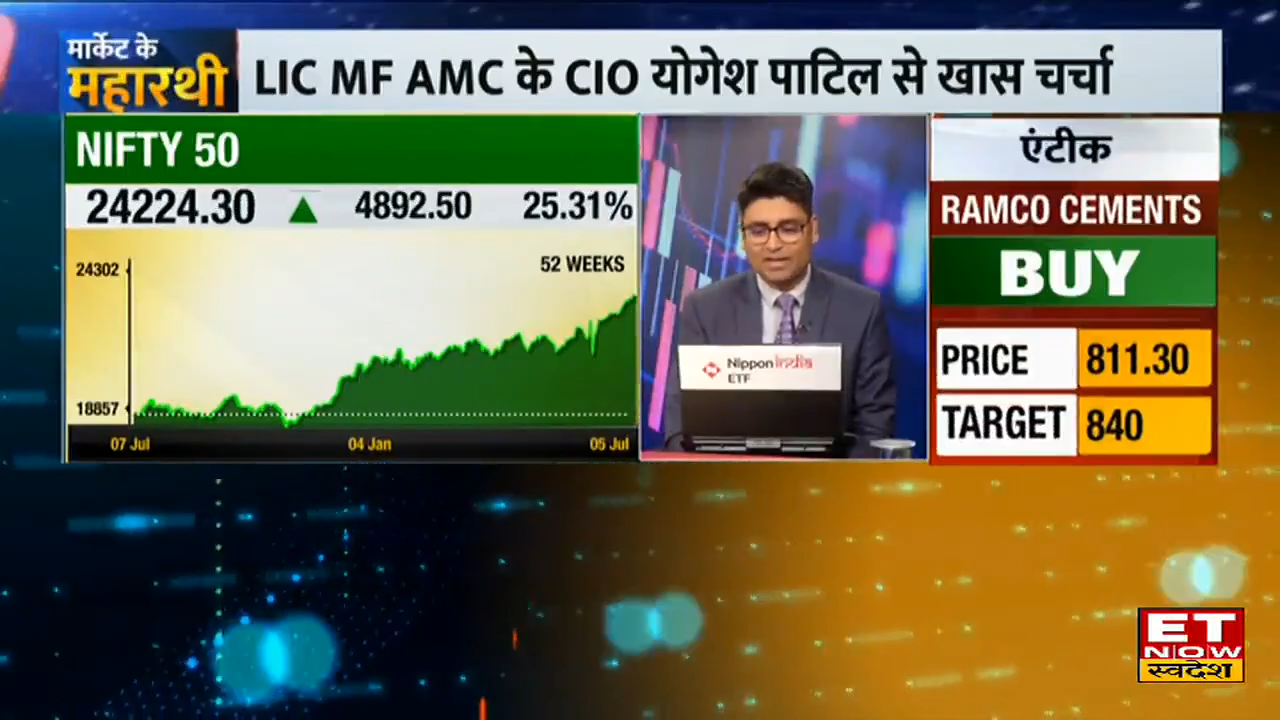 मार्केट के
महारथी
LIC MF AMC के CIO योगेश पाटिल से खास चर्चा
NIFTY 50
24224.30 ▲ 4892.50 25.31%
52 WEEKS
24302
18857
07 Jul 04 Jan 05 Jul
Nippon india
ETF
एंटीक
RAMCO CEMENTS
BUY
PRICE 811.30
TARGET 840
ET
NOW
स्वदेश